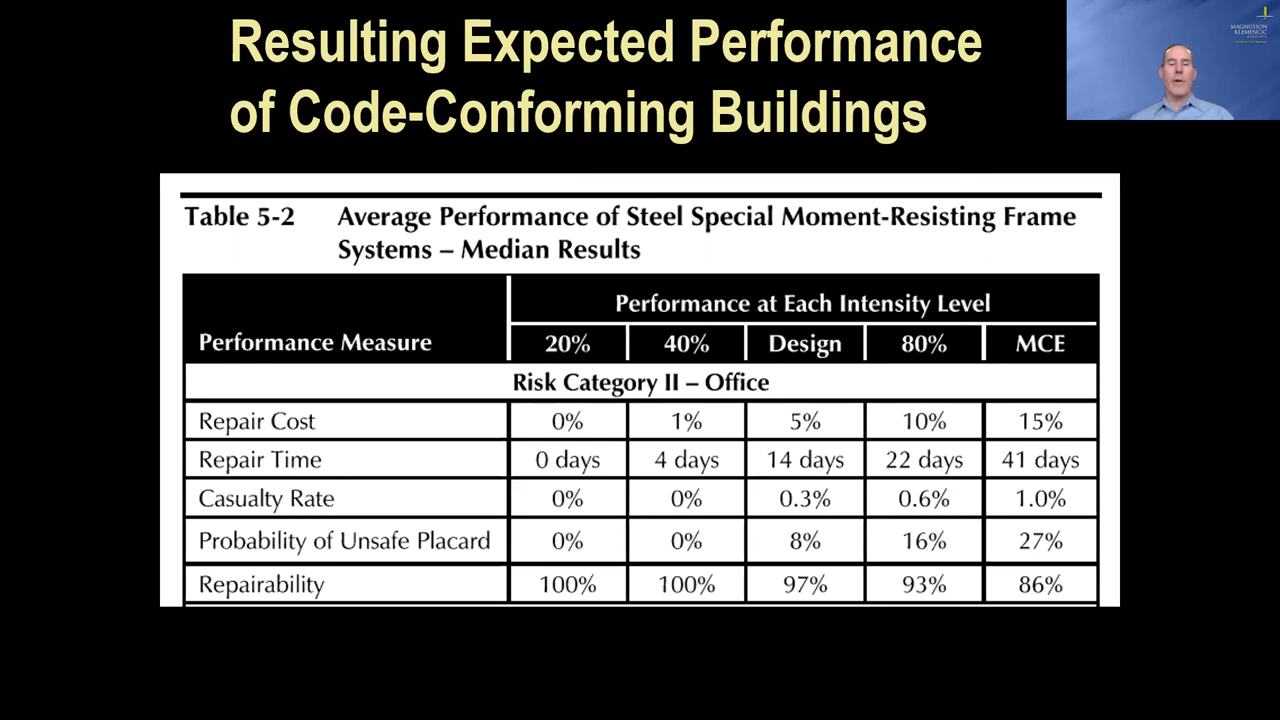 Resulting Expected Performance
of Code-Conforming Buildings
MAGNUSSON
KLEMENCIC
Table 5-2 Average Performance of Steel Special Moment-Resisting Frame
Systems – Median Results
Performance Measure
Performance at Each Intensity Level
20% 40% Design 80% MCE
Risk Category II – Office
Repair Cost 0% 1% 5% 10% 15%
Repair Time 0 days 4 days 14 days 22 days 41 days
Casualty Rate 0% 0% 0.3% 0.6% 1.0%
Probability of Unsafe Placard 0% 0% 8% 16% 27%
Repairability 100% 100% 97% 93% 86%